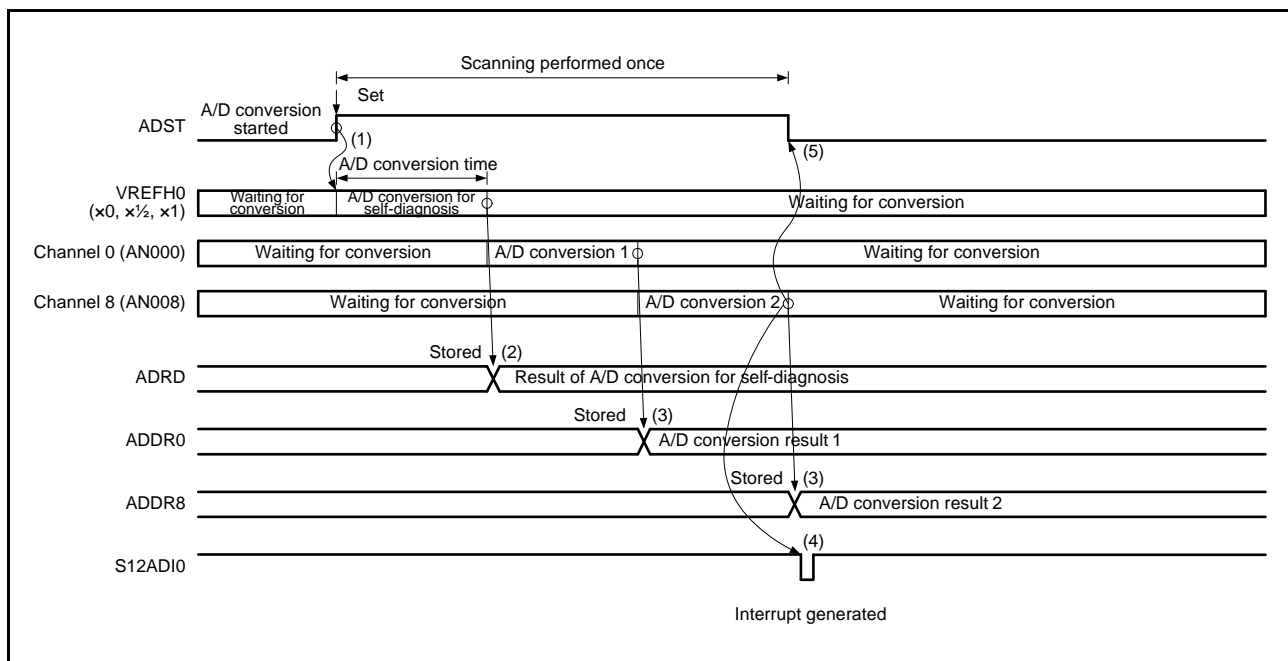 Scanning performed once
Set
A/D conversion
started
ADST
(1)
(5)
A/D conversion time
VREFH0
(×0, ×½, ×1)
Waiting for
conversion
A/D conversion for
self-diagnosis
Waiting for conversion
Channel 0 (AN000)
Waiting for conversion
A/D conversion 1
Waiting for conversion
Channel 8 (AN008)
Waiting for conversion
A/D conversion 2
Waiting for conversion
Stored
(2)
ADRD
Result of A/D conversion for self-diagnosis
Stored
(3)
ADDR0
A/D conversion result 1
Stored
(3)
ADDR8
A/D conversion result 2
(4)
S12ADI0
Interrupt generated